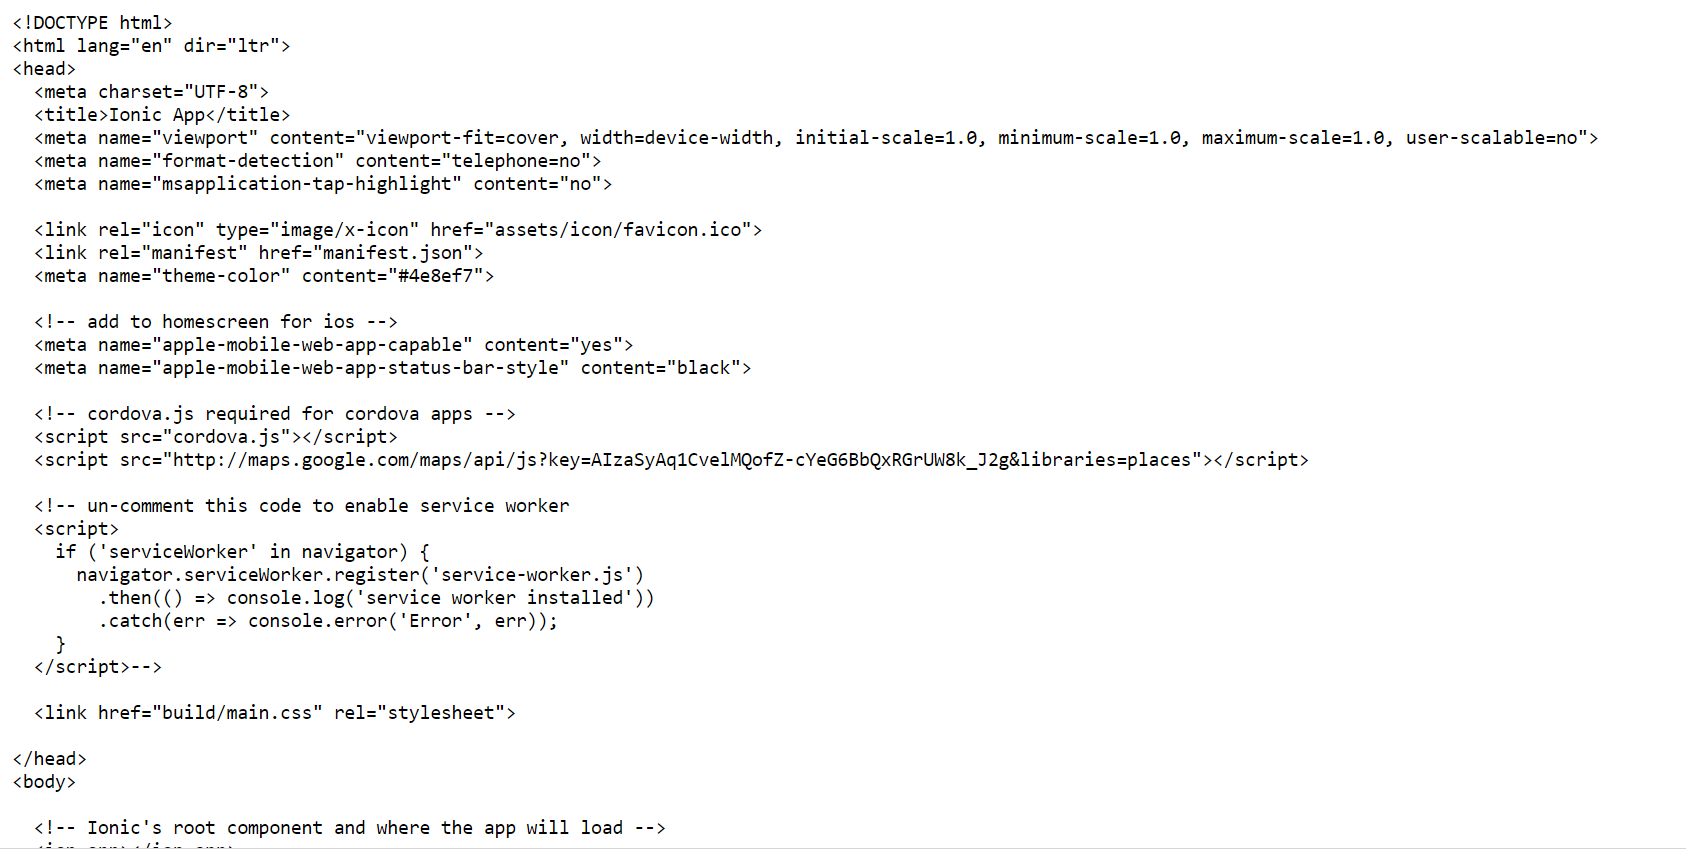 <!DOCTYPE html>
<html lang="en" dir="ltr">
<head>
  <meta charset="UTF-8">
  <title>Ionic App</title>
  <meta name="viewport" content="viewport-fit=cover, width=device-width, initial-scale=1.0, minimum-scale=1.0, maximum-scale=1.0, user-scalable=no">
  <meta name="format-detection" content="telephone=no">
  <meta name="msapplication-tap-highlight" content="no">

  <link rel="icon" type="image/x-icon" href="assets/icon/favicon.ico">
  <link rel="manifest" href="manifest.json">
  <meta name="theme-color" content="#4e8ef7">

  <!-- add to homescreen for ios -->
  <meta name="apple-mobile-web-app-capable" content="yes">
  <meta name="apple-mobile-web-app-status-bar-style" content="black">

  <!-- cordova.js required for cordova apps -->
  <script src="cordova.js"></script>
  <script src="http://maps.google.com/maps/api/js?key=AIzaSyAq1CvelMQofZ-cYeG6BbQxRGrUW8k_J2g&libraries=places"></script>

  <!-- un-comment this code to enable service worker
  <script>
    if ('serviceWorker' in navigator) {
      navigator.serviceWorker.register('service-worker.js')
        .then(() => console.log('service worker installed'))
        .catch(err => console.error('Error', err));
    }
  </script>-->

  <link href="build/main.css" rel="stylesheet">

</head>
<body>

  <!-- Ionic's root component and where the app will load -->